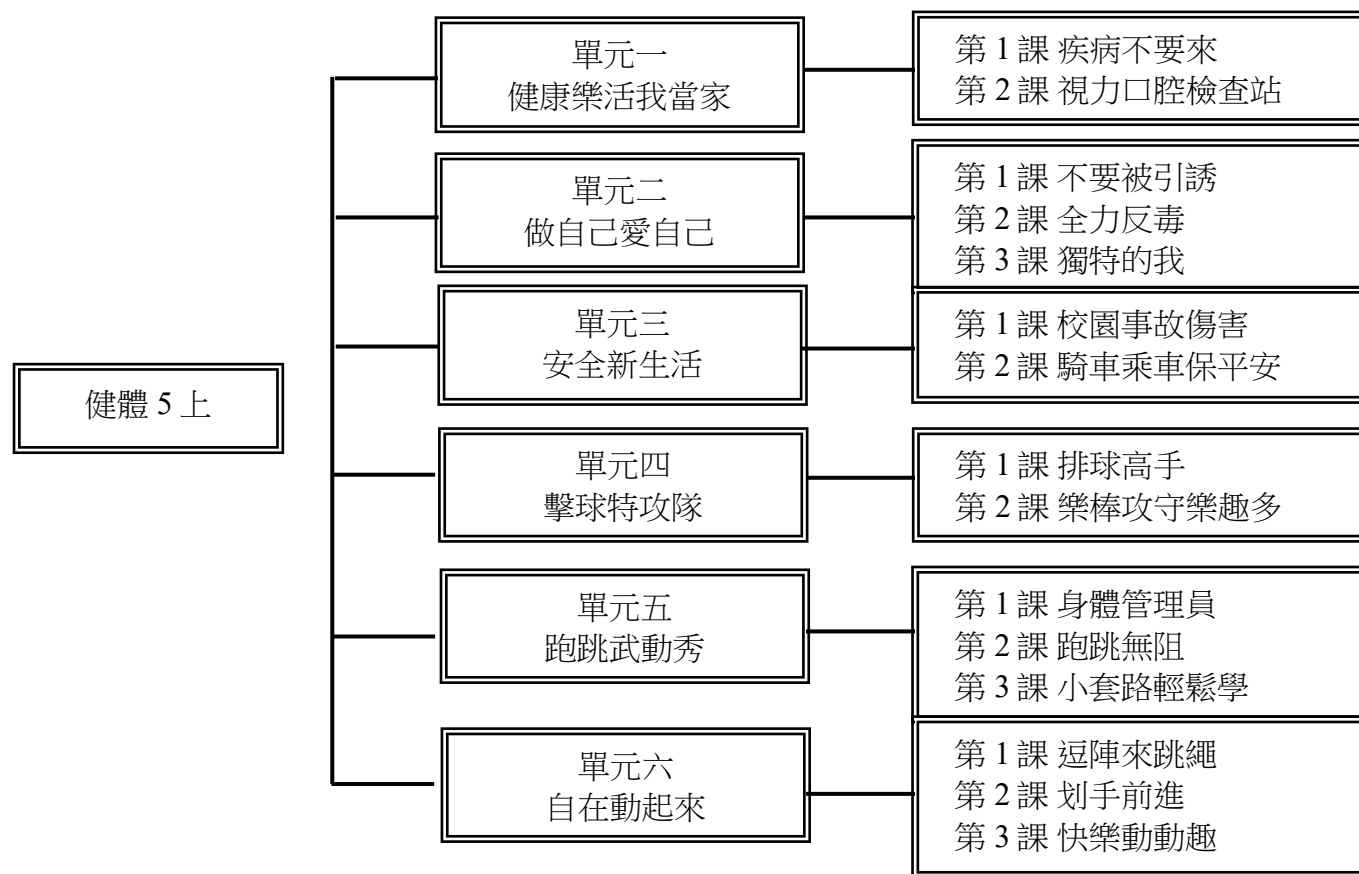 健體 5 上
單元一
健康樂活我當家
第 1 課 疾病不要來
第 2 課 視力口腔檢查站
單元二
做自己愛自己
第 1 課 不要被引誘
第 2 課 全力反毒
第 3 課 獨特的我
單元三
安全新生活
第 1 課 校園事故傷害
第 2 課 騎車乘車保平安
單元四
擊球特攻隊
第 1 課 排球高手
第 2 課 樂棒攻守樂趣多
單元五
跑跳武動秀
第 1 課 身體管理員
第 2 課 跑跳無阻
第 3 課 小套路輕鬆學
單元六
自在動起來
第 1 課 逗陣來跳繩
第 2 課 划手前進
第 3 課 快樂動動趣